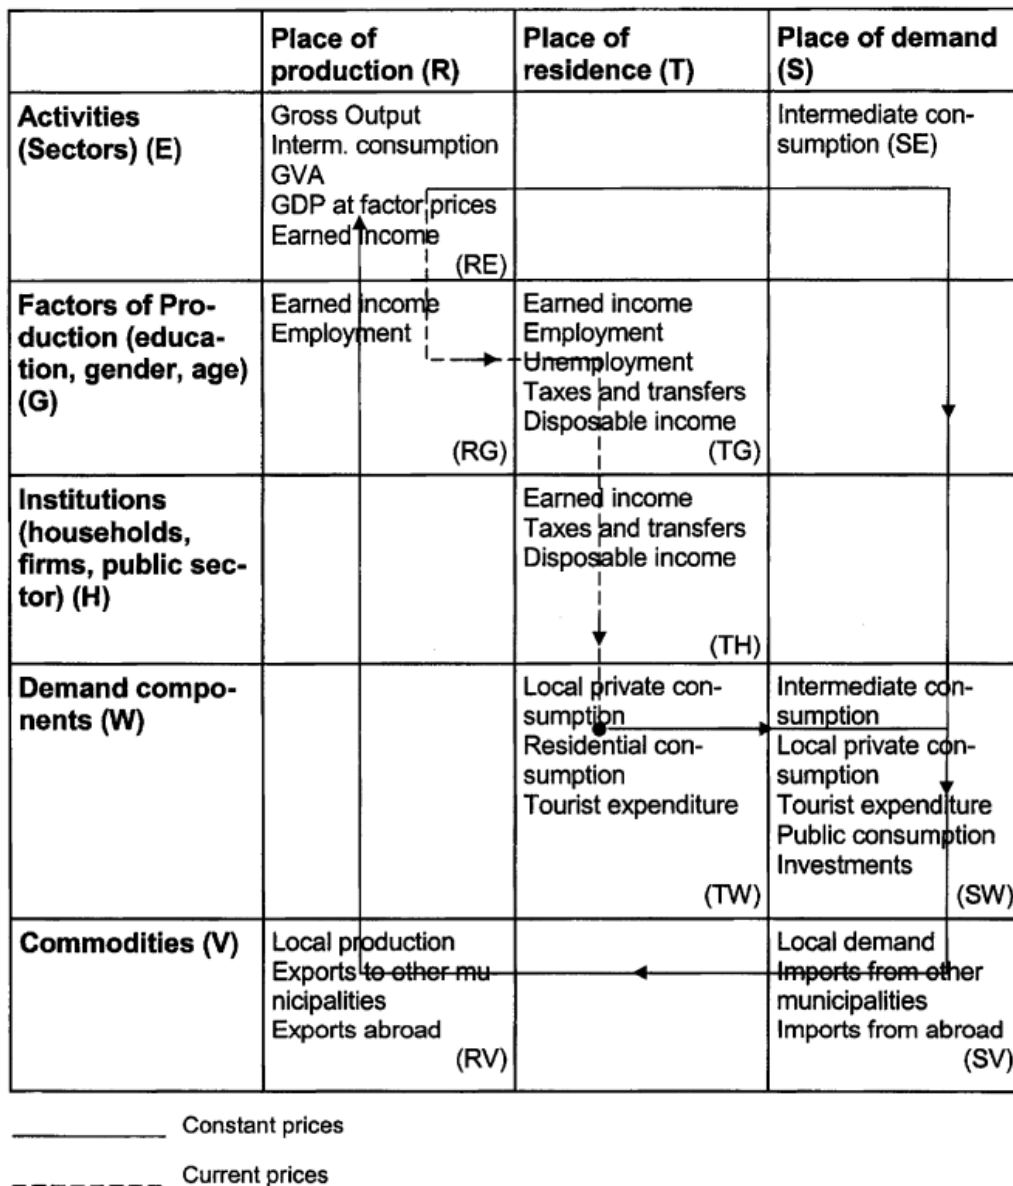 Place of
production (R)
Place of
residence (T)
Place of demand
(S)
Activities
(Sectors) (E)
Gross Output
Interm. consumption
GVA
GDP at factor prices
Earned income
(RE)
Intermediate con-
sumption (SE)
Factors of Pro-
duction (educa-
tion, gender, age)
(G)
Earned income
Employment
(RG)
Earned income
Employment
Unemployment
Taxes and transfers
Disposable income
(TG)
Institutions
(households,
firms, public sec-
tor) (H)
Earned income
Taxes and transfers
Disposable income
(TH)
Demand compo-
nents (W)
Local private con-
sumption
Residential con-
sumption
Tourist expenditure
(TW)
Intermediate con-
sumption
Local private con-
sumption
Tourist expenditure
Public consumption
Investments
(SW)
Commodities (V)
Local production
Exports to other mu
nicipalities
Exports abroad
(RV)
Local demand
Imports from other
municipalities
Imports from abroad
(SV)
Constant prices
Current prices